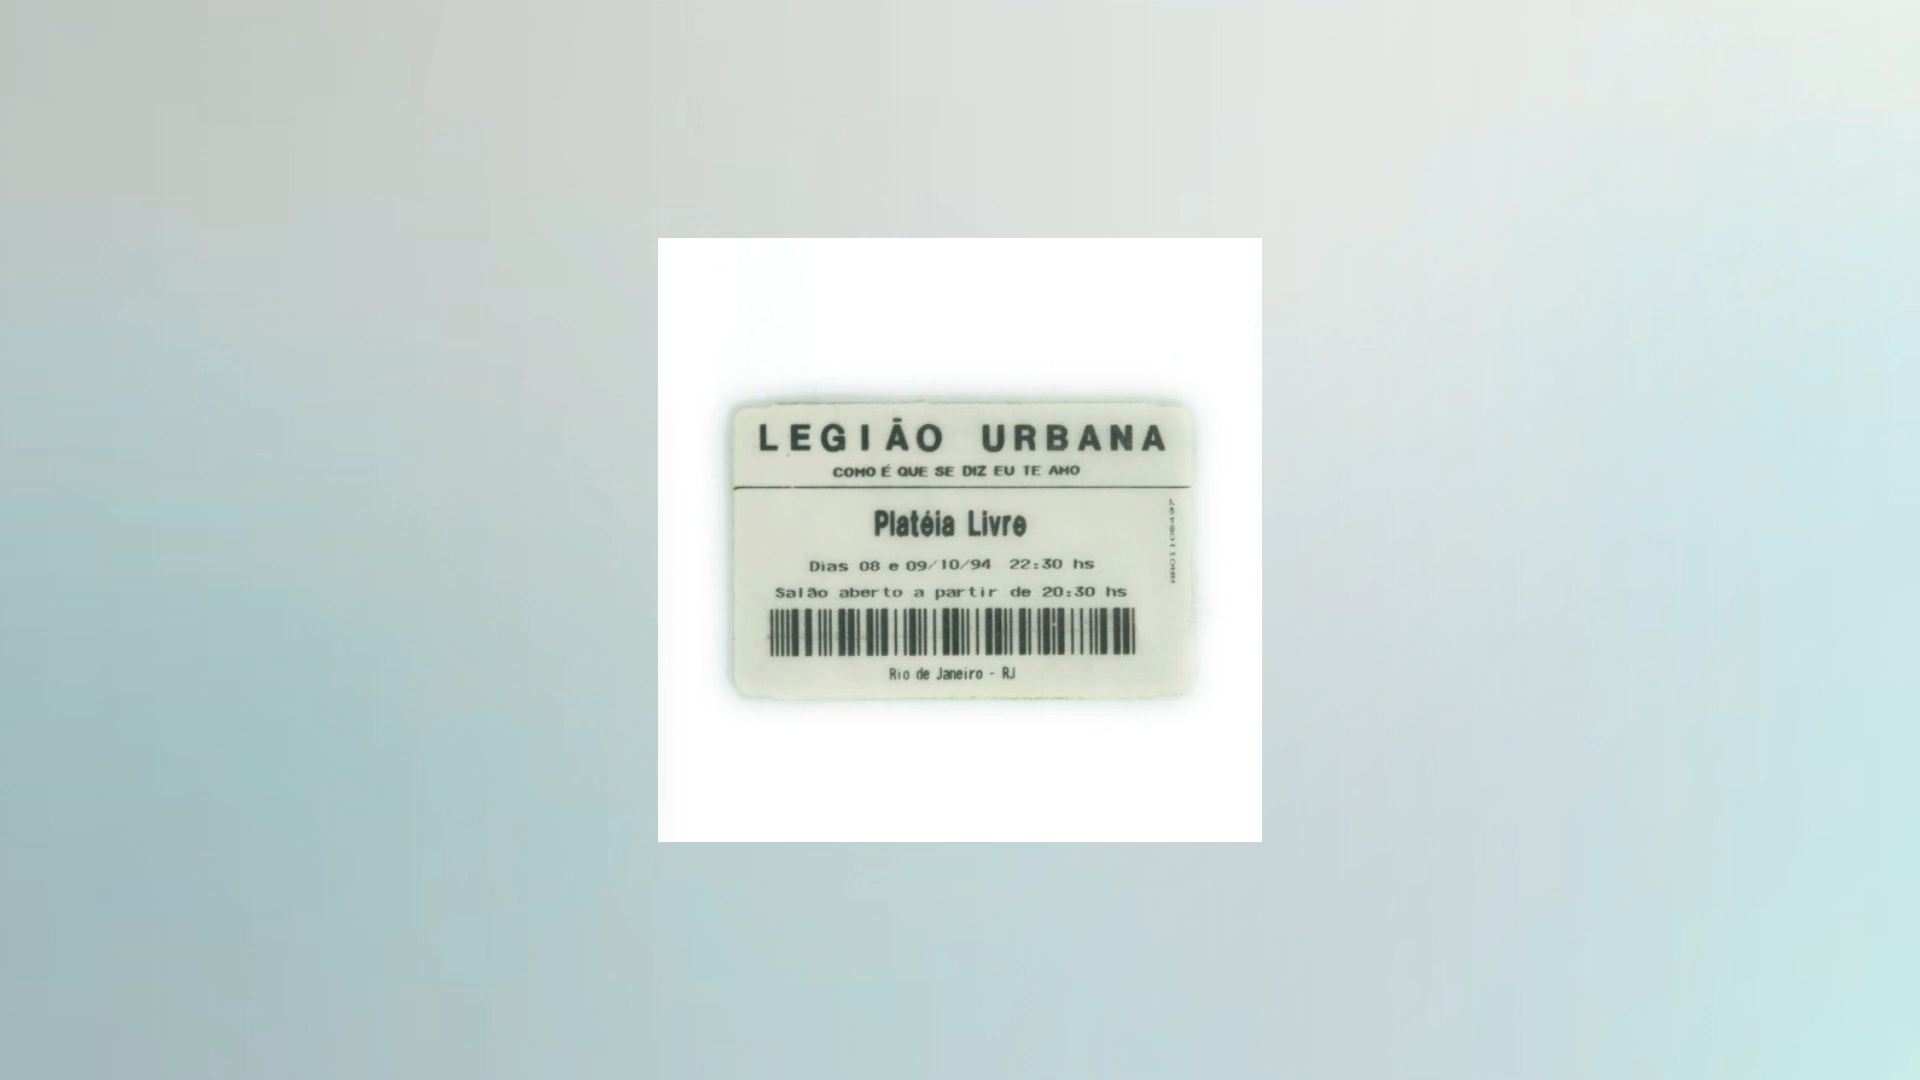 LEGIÃO URBANA
COMO É QUE SE DIZ EU TE AMO
Platéia Livre
Dias 08 e 09/10/94 22:30 hs
Salão aberto a partir de 20:30 hs
Rio de Janeiro - RJ